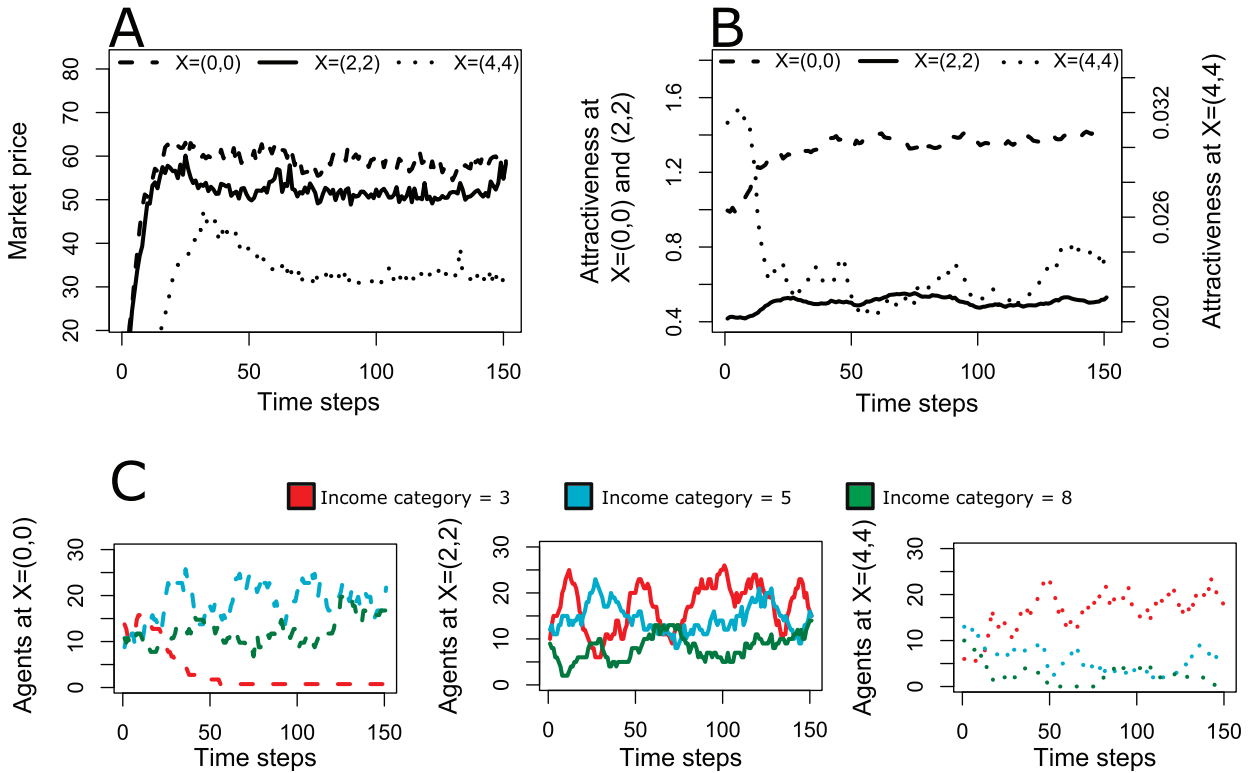 A
X=(0,0) X=(2,2) X=(4,4)
Market price
80
70
60
50
40
30
20
0 50 100 150
Time steps
B
X=(0,0) X=(2,2) X=(4,4)
Attractiveness at
X=(0,0) and (2,2)
1.6
1.2
0.8
0.4
0.032
0.026
0.020
Attractiveness at X=(4,4)
0 50 100 150
Time steps
C
Income category = 3 Income category = 5 Income category = 8
Agents at X=(0,0)
30
20
10
0
0 50 100 150
Time steps
Agents at X=(2,2)
30
20
10
0
0 50 100 150
Time steps
Agents at X=(4,4)
30
20
10
0
0 50 100 150
Time steps